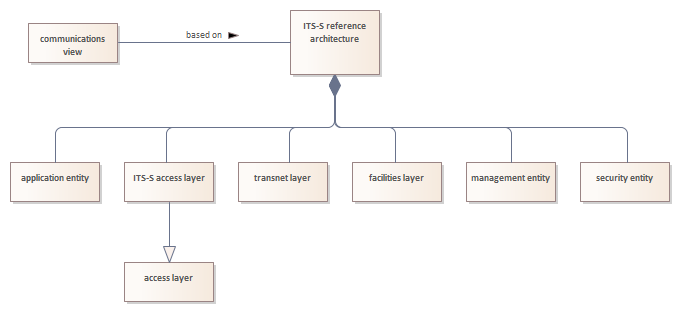 communications
view
based on
ITS-S reference
architecture
application entity
ITS-S access layer
transnet layer
facilities layer
management entity
security entity
access layer